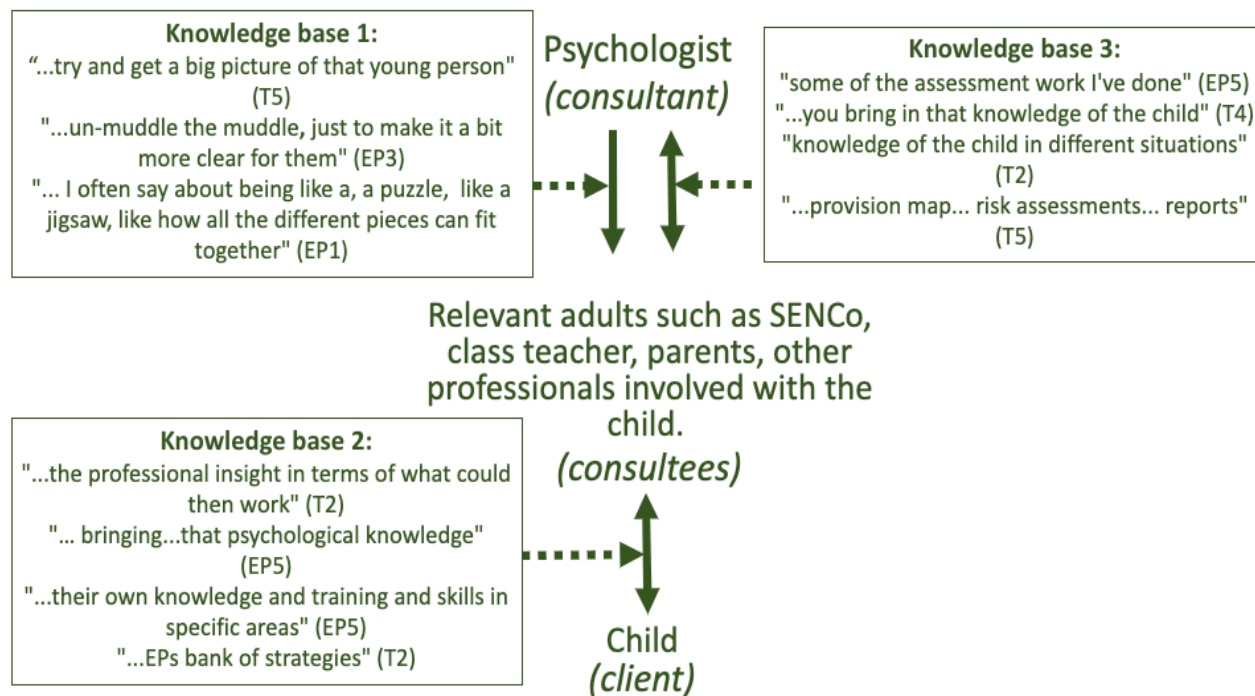 Knowledge base 1:
“...try and get a big picture of that young person"
(T5)
"...un-muddle the muddle, just to make it a bit
more clear for them" (EP3)
"... I often say about being like a, a puzzle,  like a
jigsaw, like how all the different pieces can fit
together" (EP1)
Psychologist
(consultant)
Knowledge base 3:
"some of the assessment work I've done" (EP5)
"...you bring in that knowledge of the child" (T4)
"knowledge of the child in different situations"
(T2)
"...provision map... risk assessments... reports"
(T5)
Relevant adults such as SENCo,
class teacher, parents, other
professionals involved with the
child.
(consultees)
Knowledge base 2:
"...the professional insight in terms of what could
then work" (T2)
"... bringing...that psychological knowledge"
(EP5)
"...their own knowledge and training and skills in
specific areas" (EP5)
"...EPs bank of strategies" (T2)
Child
(client)